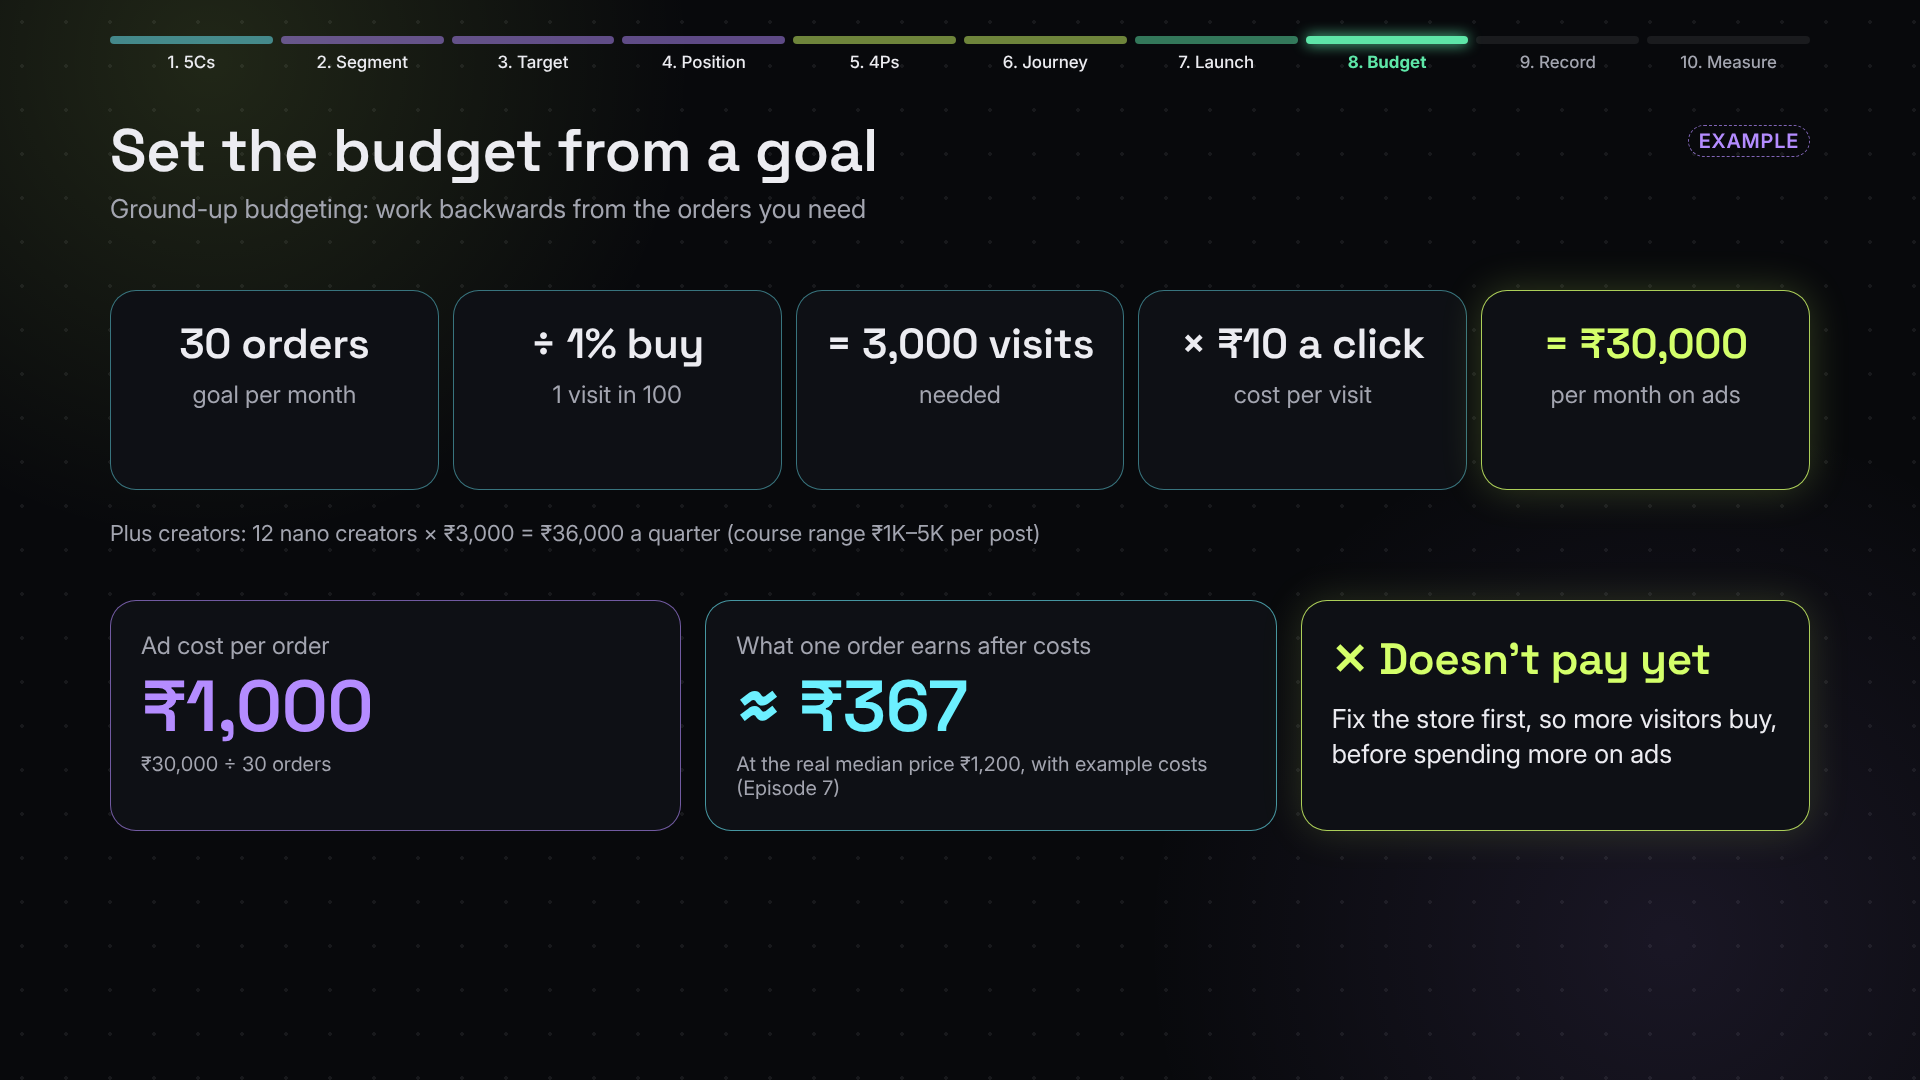 1. 5Cs
2. Segment
3. Target
4. Position
5. 4Ps
6. Journey
7. Launch
8. Budget
9. Record
10. Measure
Set the budget from a goal
EXAMPLE
Ground-up budgeting: work backwards from the orders you need
30 orders
goal per month
÷ 1% buy
1 visit in 100
= 3,000 visits
needed
× ₹10 a click
cost per visit
= ₹30,000
per month on ads
Plus creators: 12 nano creators × ₹3,000 = ₹36,000 a quarter (course range ₹1K–5K per post)
Ad cost per order
₹1,000
₹30,000 ÷ 30 orders
What one order earns after costs
≈ ₹367
At the real median price ₹1,200, with example costs
(Episode 7)
✕ Doesn’t pay yet
Fix the store first, so more visitors buy,
before spending more on ads